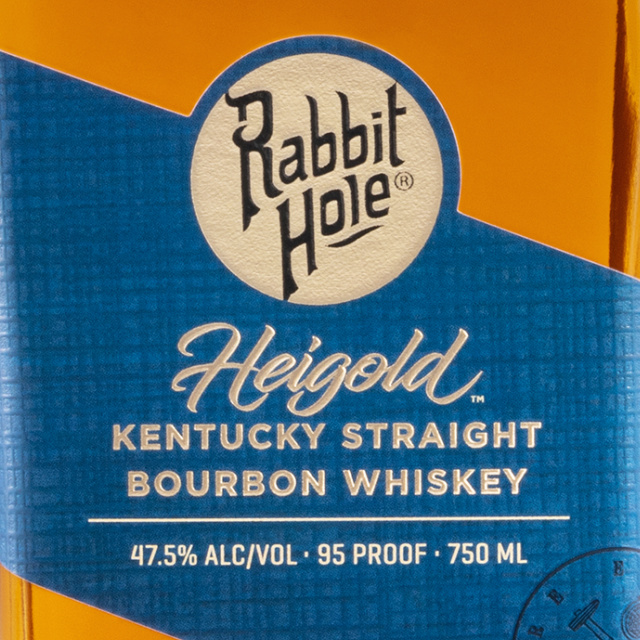 Rabbit
Hole®
Heigold™
KENTUCKY STRAIGHT
BOURBON WHISKEY
47.5% ALC/VOL · 95 PROOF · 750 ML